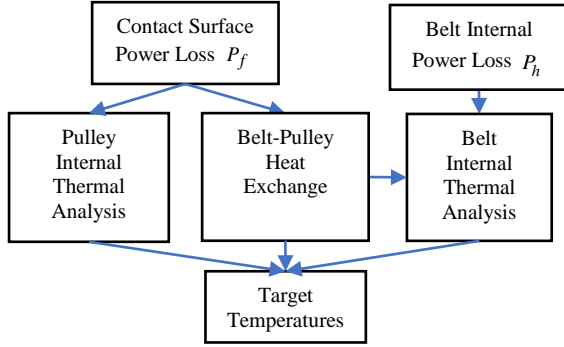 Contact Surface
Power Loss P_f
Belt Internal
Power Loss P_h
Pulley
Internal
Thermal
Analysis
Belt-Pulley
Heat
Exchange
Belt
Internal
Thermal
Analysis
Target
Temperatures